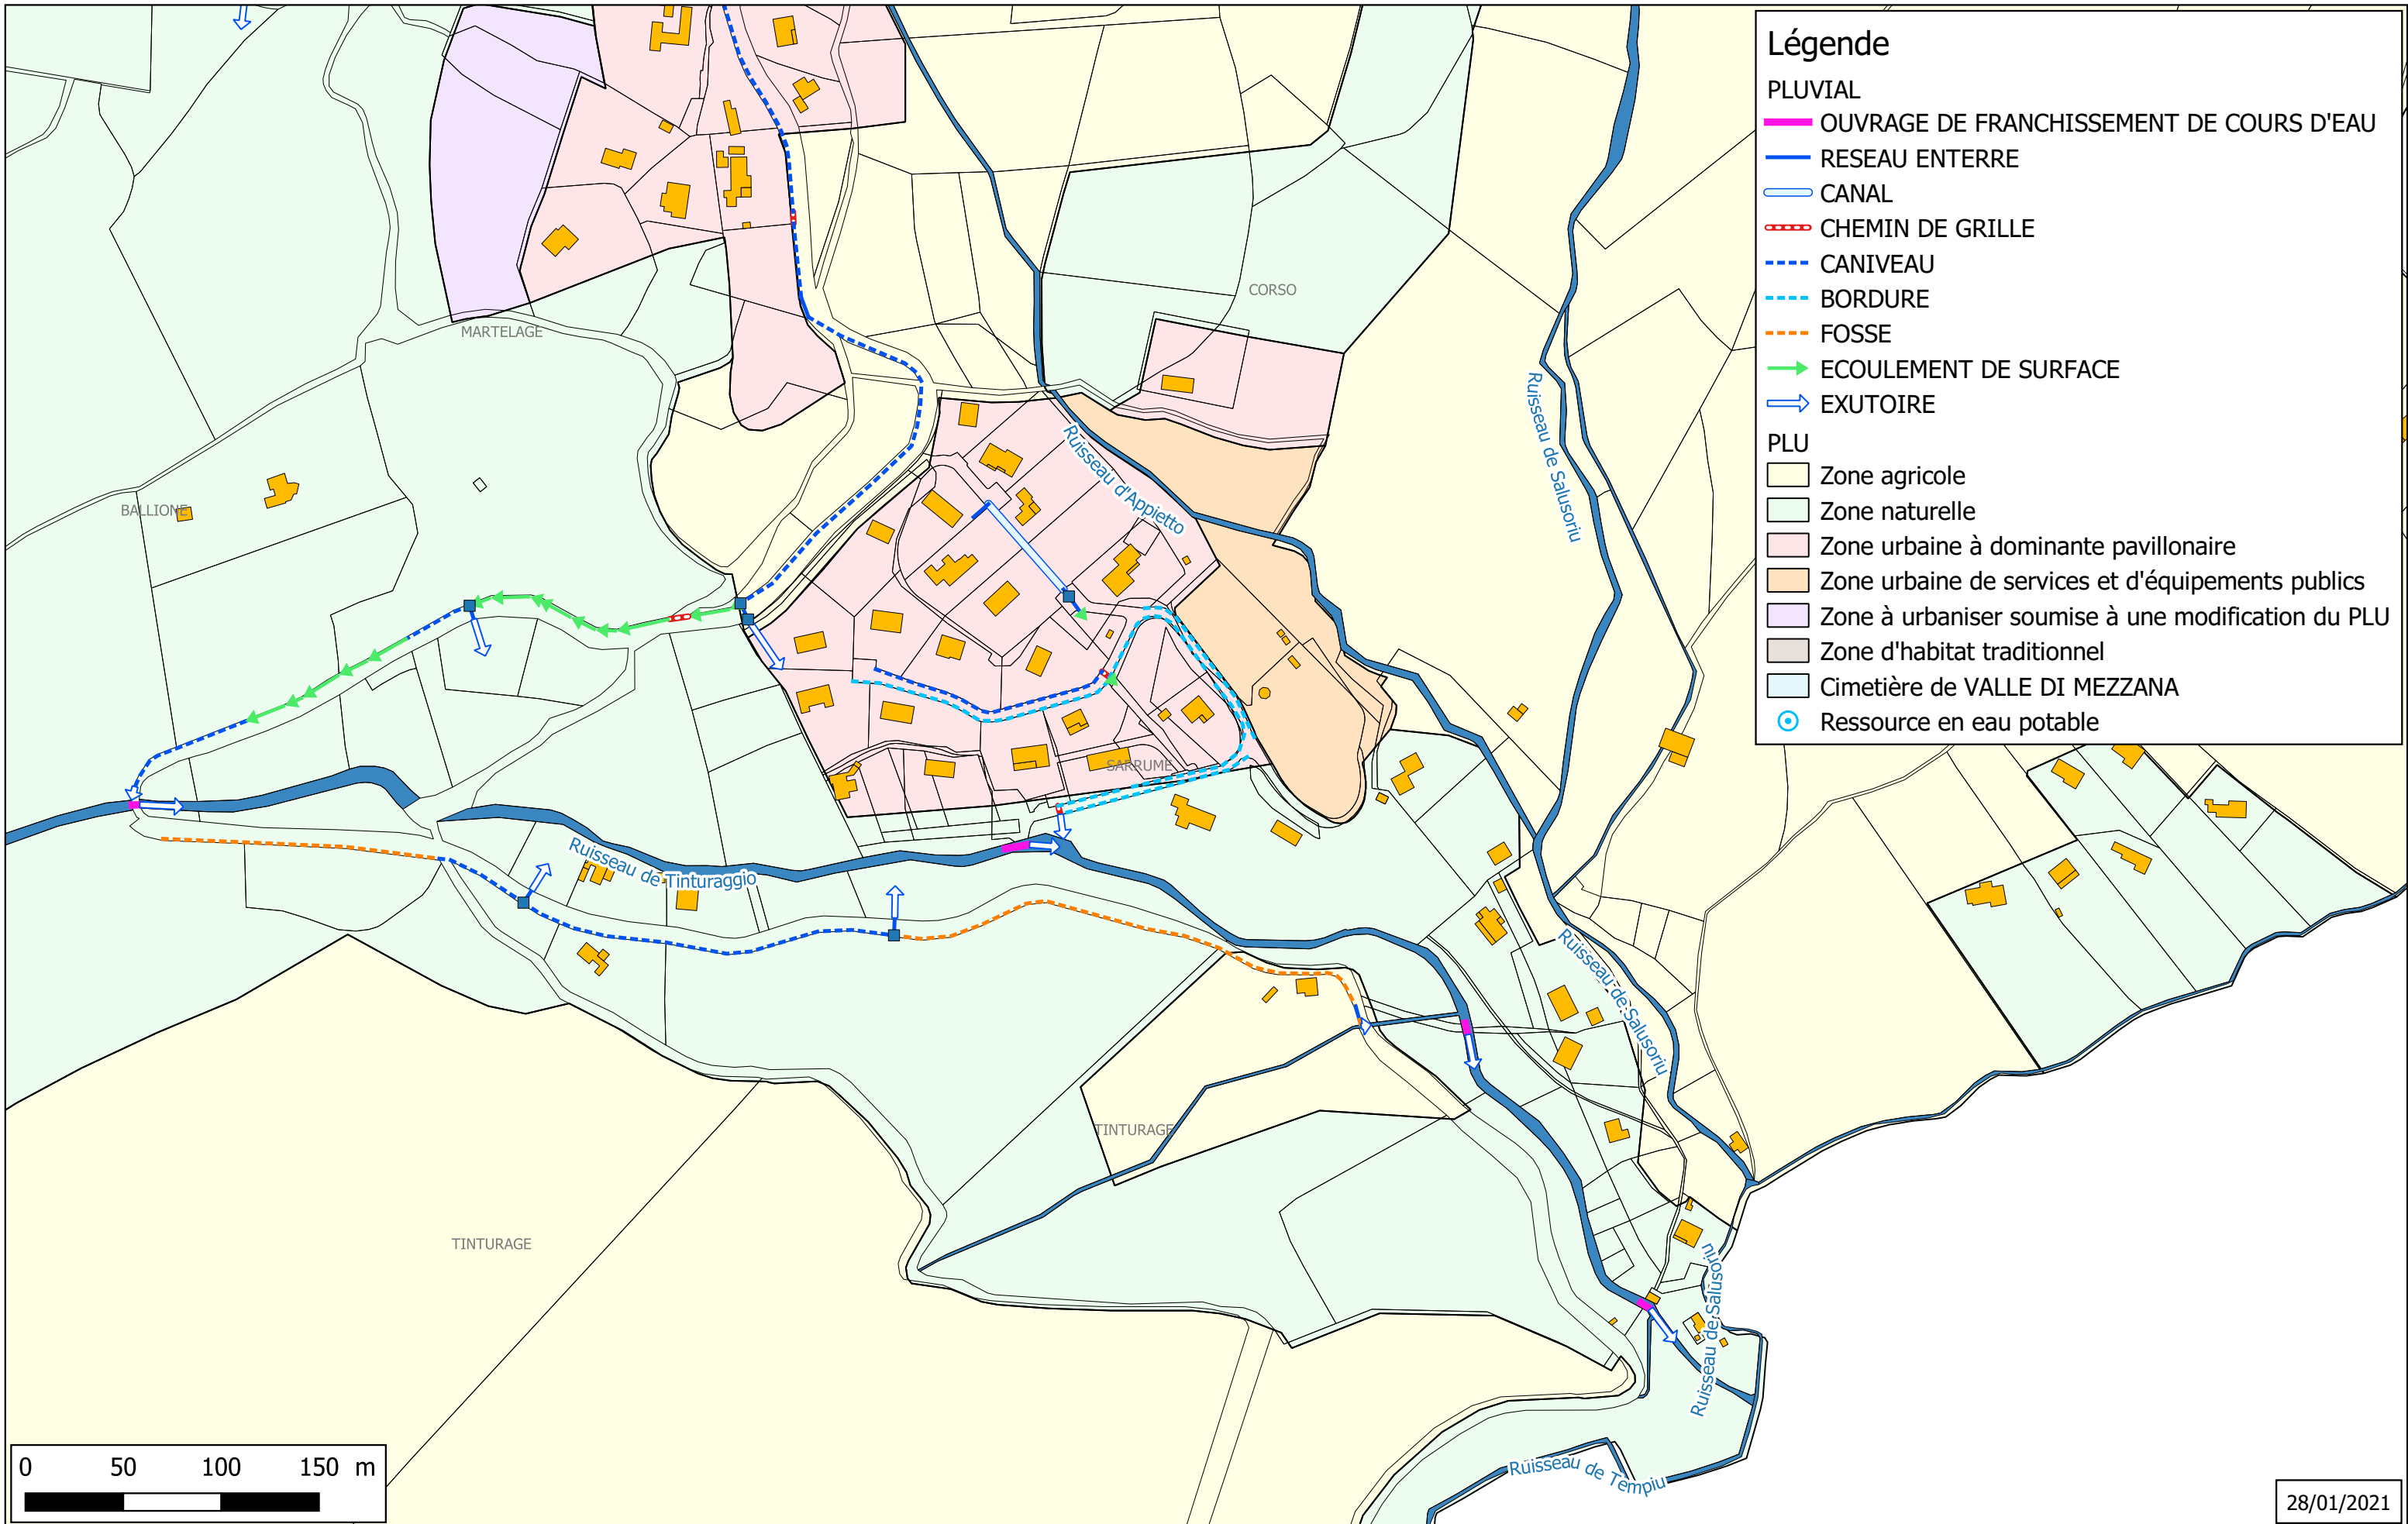 Légende
PLUVIAL
OUVRAGE DE FRANCHISSEMENT DE COURS D'EAU
RESEAU ENTERRE
CANAL
CHEMIN DE GRILLE
CANIVEAU
BORDURE
FOSSE
ECOULEMENT DE SURFACE
EXUTOIRE
PLU
Zone agricole
Zone naturelle
Zone urbaine à dominante pavillonaire
Zone urbaine de services et d'équipements publics
Zone à urbaniser soumise à une modification du PLU
Zone d'habitat traditionnel
Cimetière de VALLE DI MEZZANA
Ressource en eau potable
CORSO
MARTELAGE
Ruisseau de Salusoriu
Ruisseau d'Appietto
BALLIONE
SARRUME
Ruisseau de Tinturaggio
Ruisseau de Salusoriu
TINTURAGE
TINTURAGE
Ruisseau de Salusoriu
Ruisseau de Tempiu
0 50 100 150 m
28/01/2021